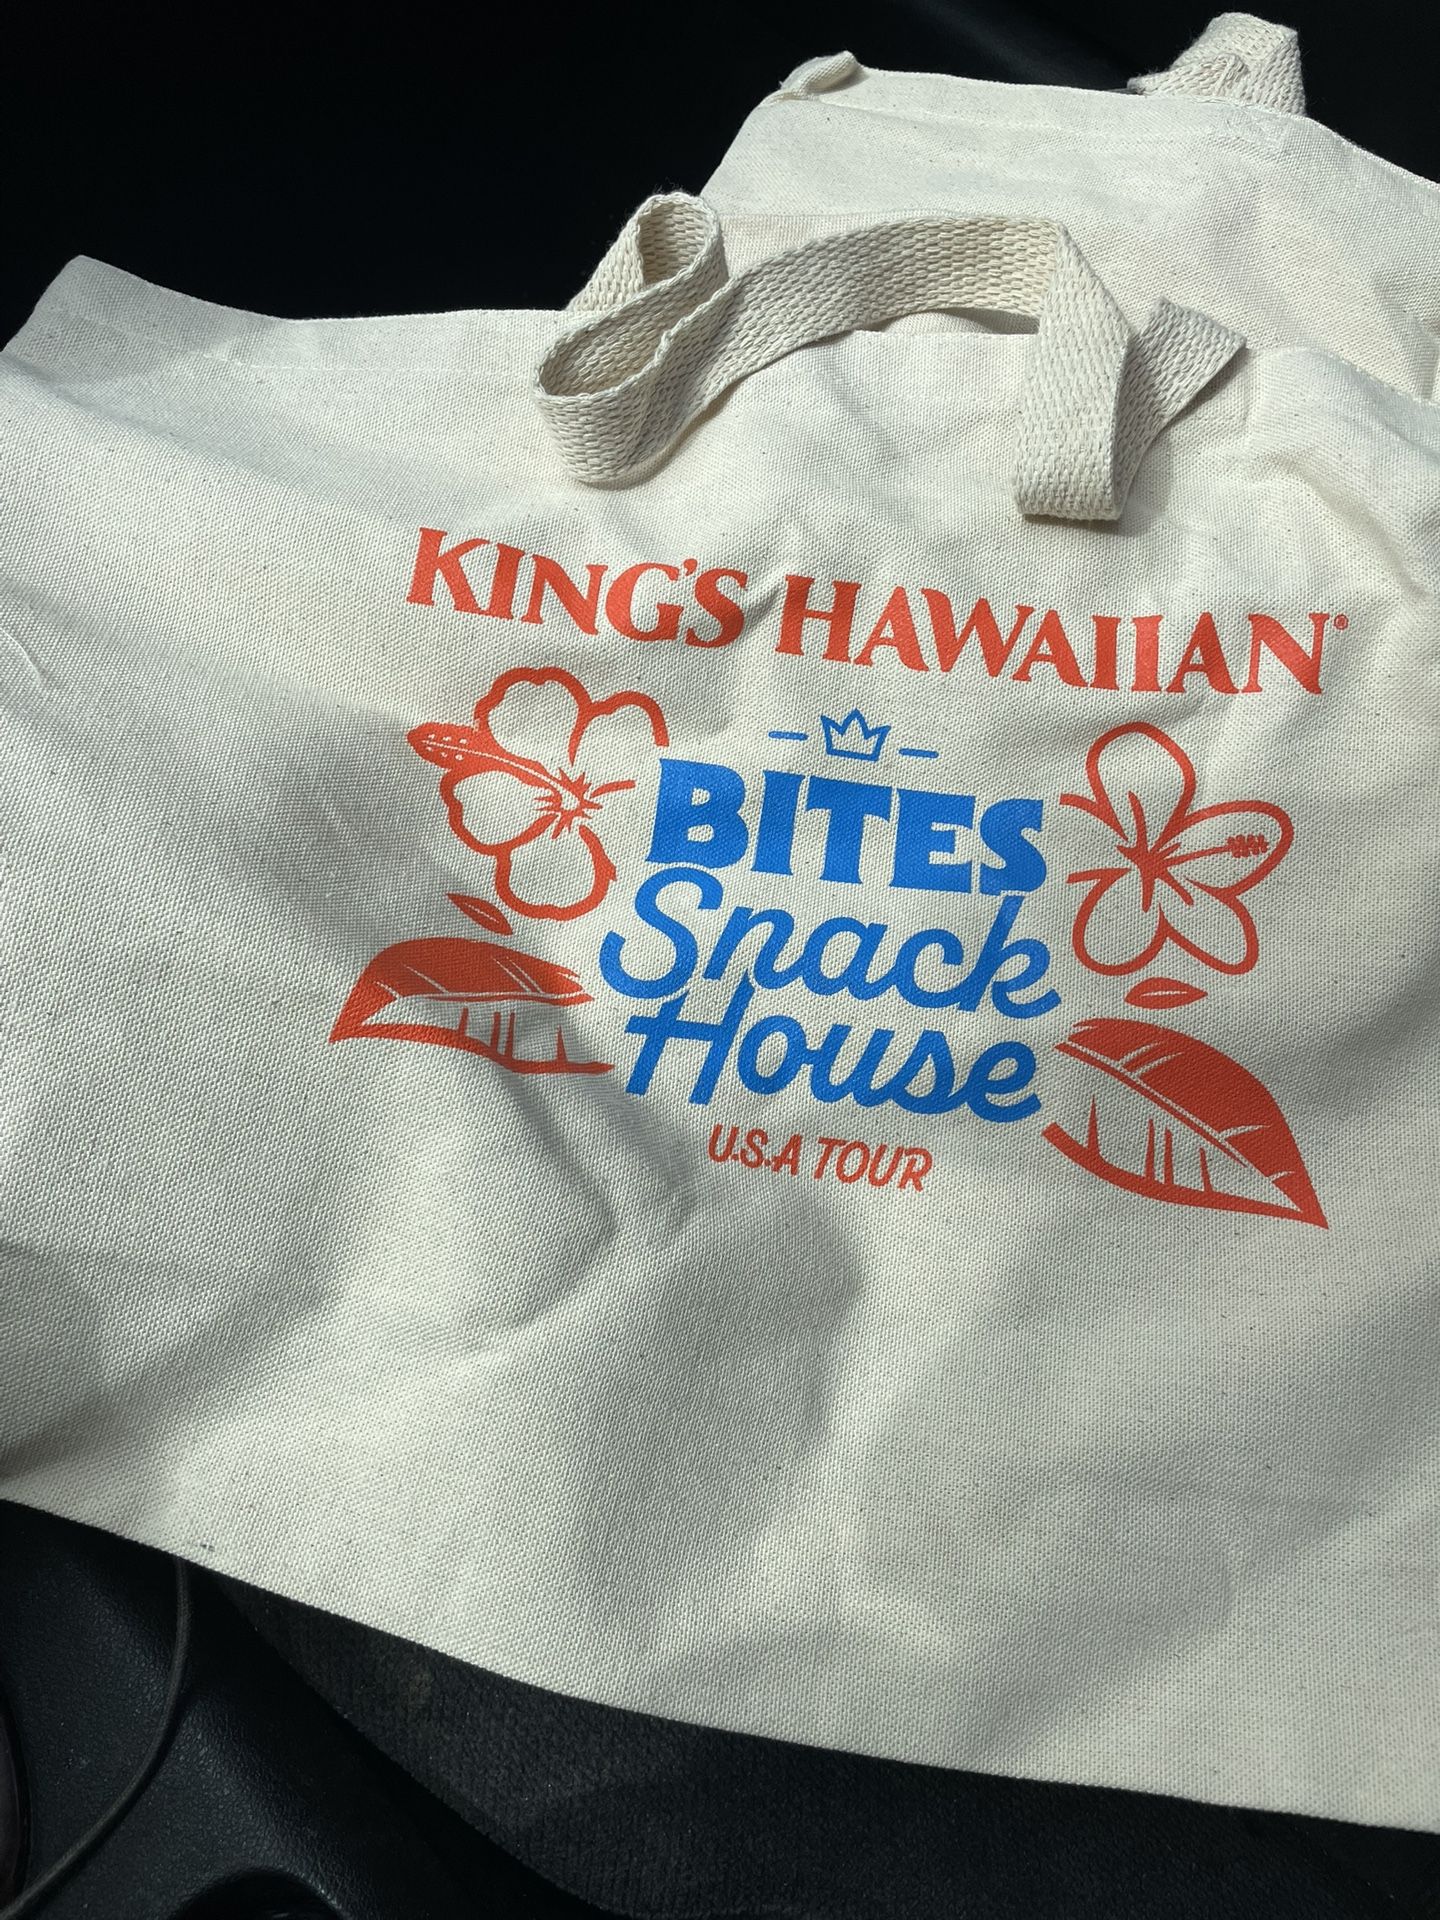 KING'S HAWAIIAN®
BITES
Snack
House
U.S.A TOUR